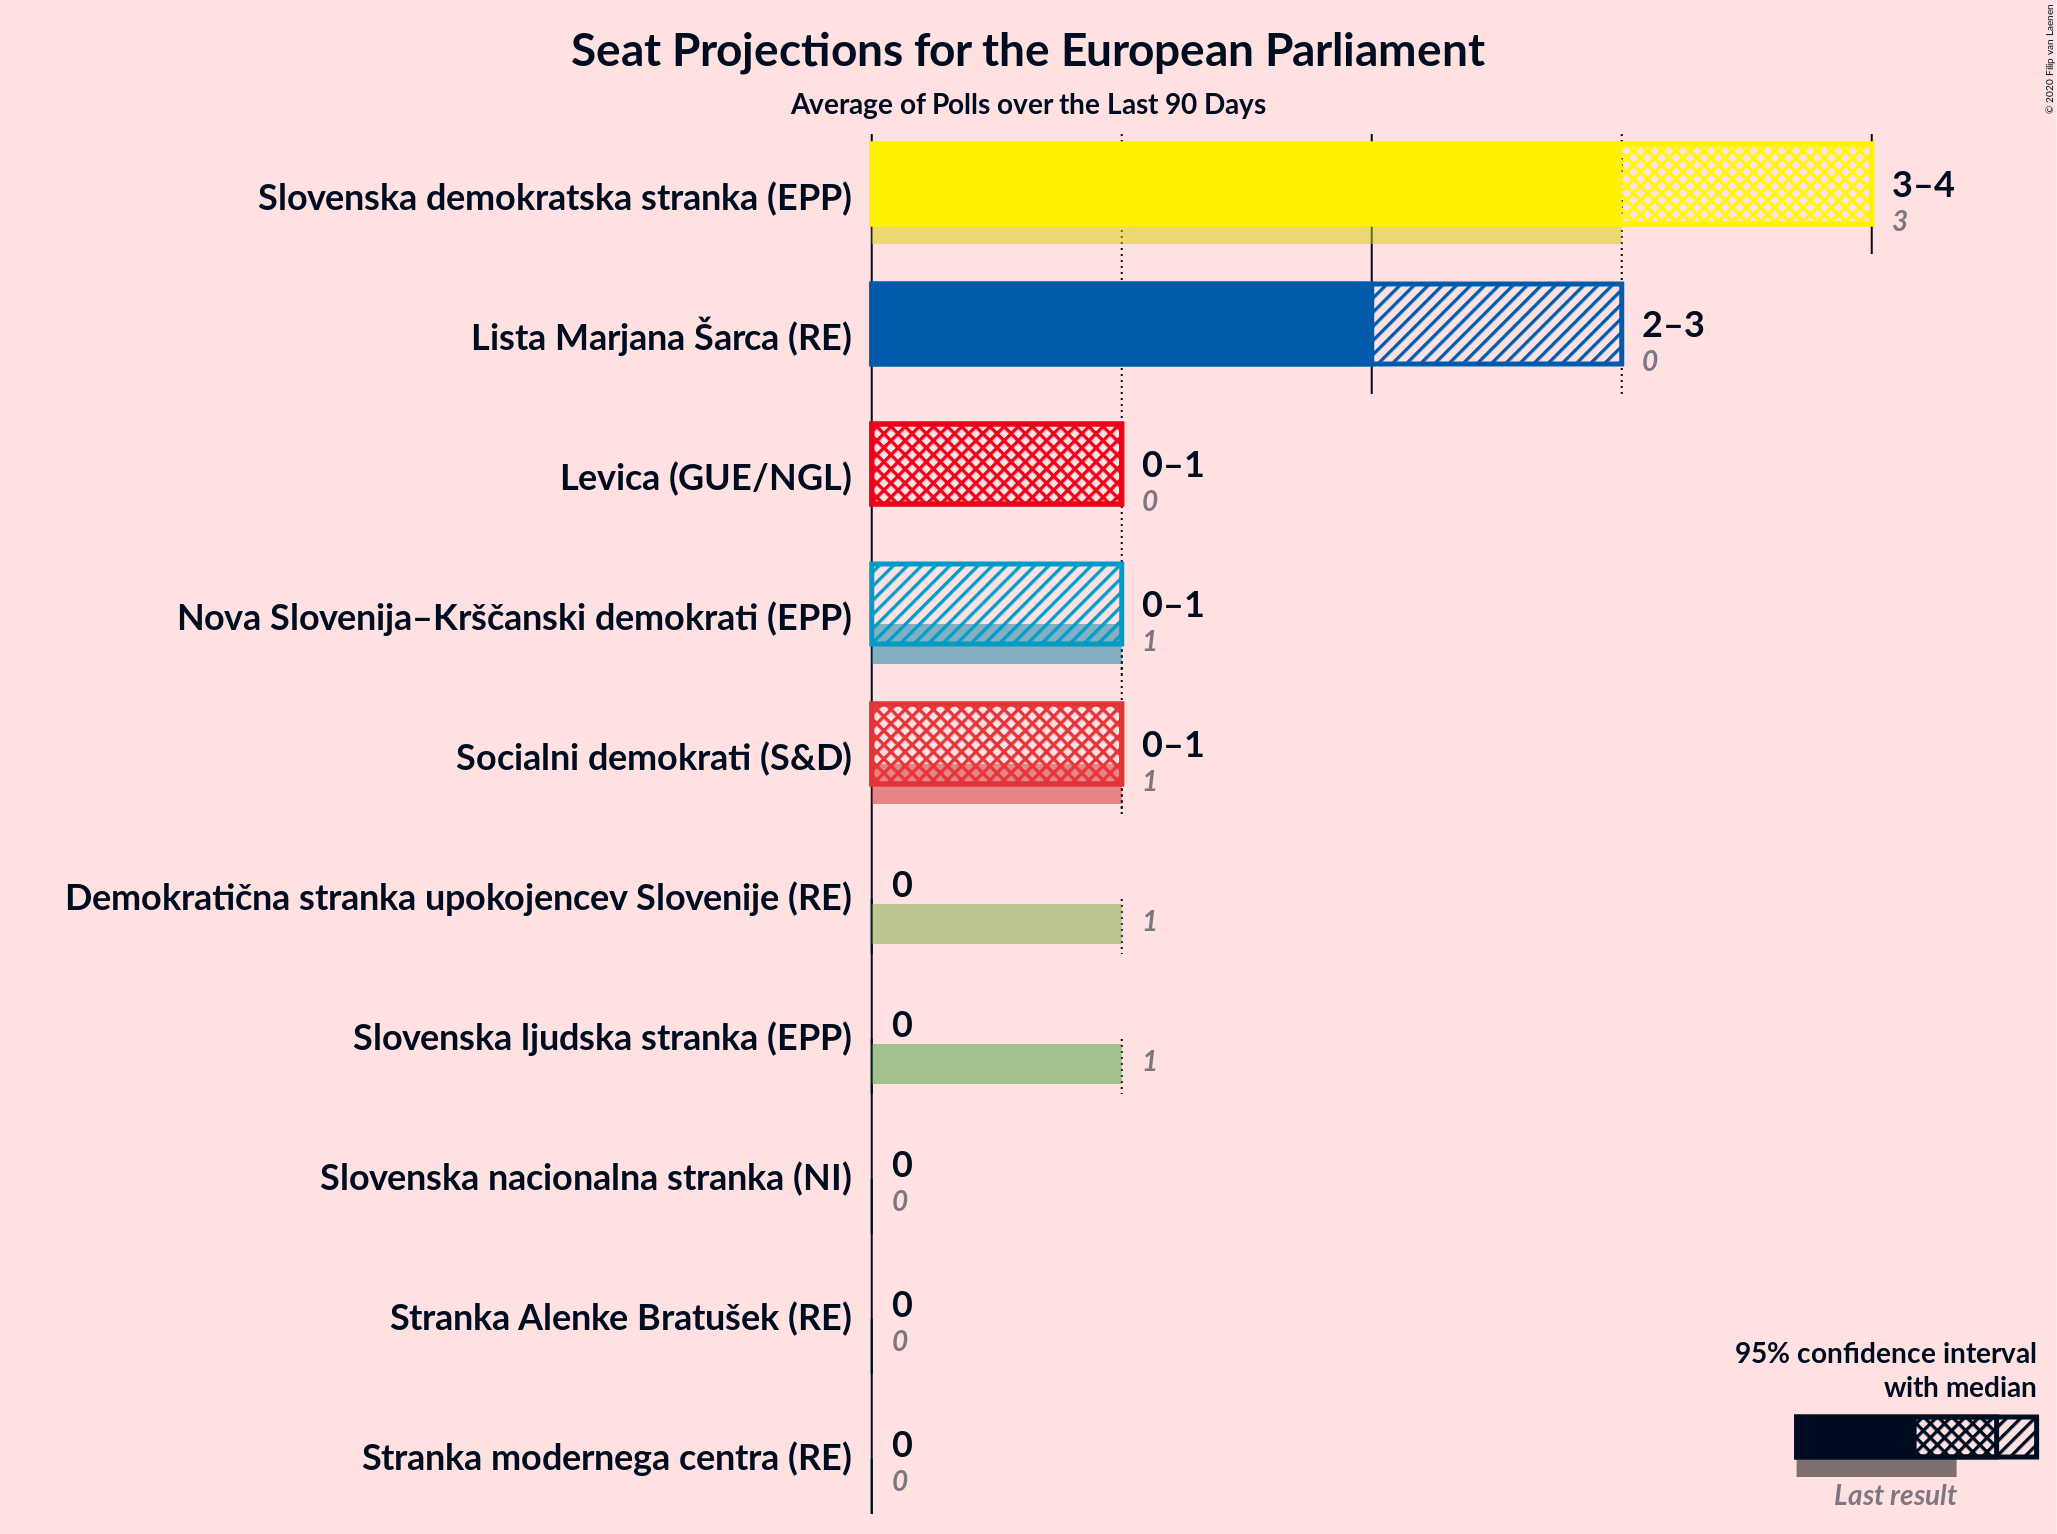 Seat Projections for the European Parliament
Average of Polls over the Last 90 Days
© 2020 Filip van Laenen
Slovenska demokratska stranka (EPP)
3–4
3
Lista Marjana Šarca (RE)
2–3
0
Levica (GUE/NGL)
0–1
0
Nova Slovenija–Krščanski demokrati (EPP)
0–1
1
Socialni demokrati (S&D)
0–1
1
Demokratična stranka upokojencev Slovenije (RE)
0
1
Slovenska ljudska stranka (EPP)
0
1
Slovenska nacionalna stranka (NI)
0
0
Stranka Alenke Bratušek (RE)
0
0
Stranka modernega centra (RE)
0
0
95% confidence interval
with median
Last result